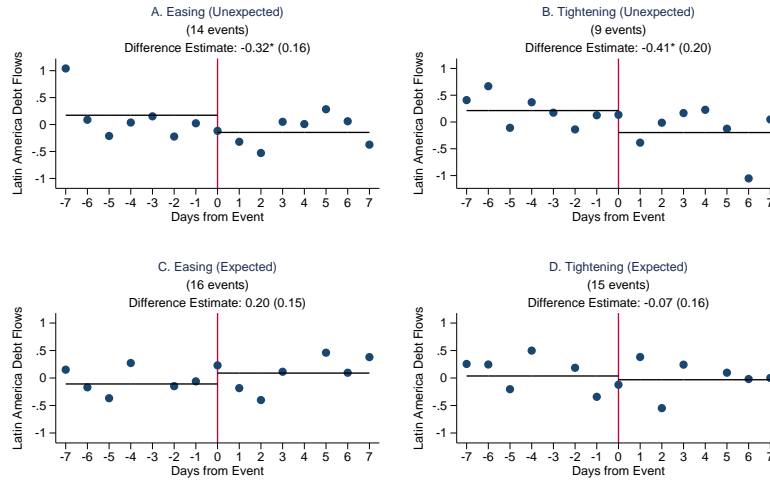 A. Easing (Unexpected)
(14 events)
Difference Estimate: -0.32* (0.16)
Latin America Debt Flows
1
.5
0
-.5
-1
-7 -6 -5 -4 -3 -2 -1 0 1 2 3 4 5 6 7
Days from Event
B. Tightening (Unexpected)
(9 events)
Difference Estimate: -0.41* (0.20)
Latin America Debt Flows
1
.5
0
-.5
-1
-7 -6 -5 -4 -3 -2 -1 0 1 2 3 4 5 6 7
Days from Event
C. Easing (Expected)
(16 events)
Difference Estimate: 0.20 (0.15)
Latin America Debt Flows
1
.5
0
-.5
-1
-7 -6 -5 -4 -3 -2 -1 0 1 2 3 4 5 6 7
Days from Event
D. Tightening (Expected)
(15 events)
Difference Estimate: -0.07 (0.16)
Latin America Debt Flows
1
.5
0
-.5
-1
-7 -6 -5 -4 -3 -2 -1 0 1 2 3 4 5 6 7
Days from Event